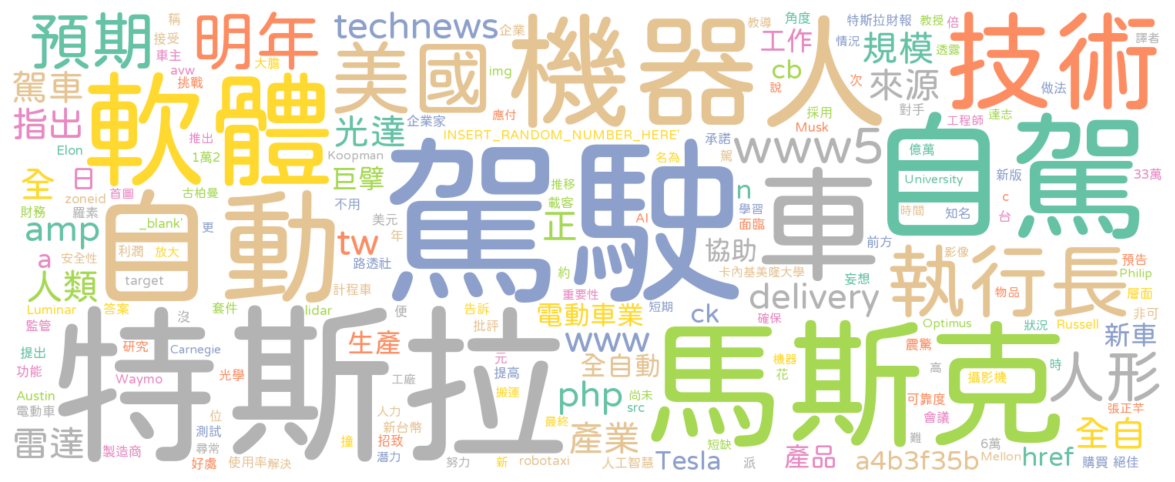 預期 明年 technews 企業 美國 機器人 教導 角度 特斯拉財報 教授 倍 技術
稱 接受 車主 avw 大膽 挑戰 img 工作 情況 規模 透露 譯者
駕車 軟體 cb 說 次 來源 對手 做法
指出 光達 企業家 應付 採用 Musk www5 工程師 達志
Elon 推出 1萬2 Koopman INSERT_RANDOM_NUMBER_HERE' 承諾 駕 名為 自駕 億萬
全 日 zoneid 首圖 古柏曼 巨擘 駕駛 推移 載客 不用 n 學習 車 University 新版 33萬
財務 羅素 _blank' 更 美元 正 AI 面臨 時間 知名 c 台
amp 自動 利潤 放大 tw 年 路透社 約 協助 前方 影像 預告
a 安全性 target 計程車 卡內基美隆大學 妄想 執行長 物品 Philip 層面
人類 重要性 delivery 非可
Luminar 答案 沒 套件 lidar 便 告訴 電動車業 短期 確保 ck Optimus 狀況 Russell
監管 提出 研究 Carnegie 生產 批評 www 新車
功能 特斯拉 元 提高 全自動 機器 馬斯克 震驚 高 時 人形
Waymo 光學 工廠 搬運 php 尚未 花 攝影機
Austin 位 人力 src 可靠度 張正芊
電動車 測試 新台幣 最終 會議
雷達 尋常 招致 撞 產業 短缺 難 6萬 全自
製造商 好處 使用率 解決 潛力 努力 新 robotaxi 人工智慧 Tesla 派 產品 a4b3f35b Mellon href 購買 絕佳